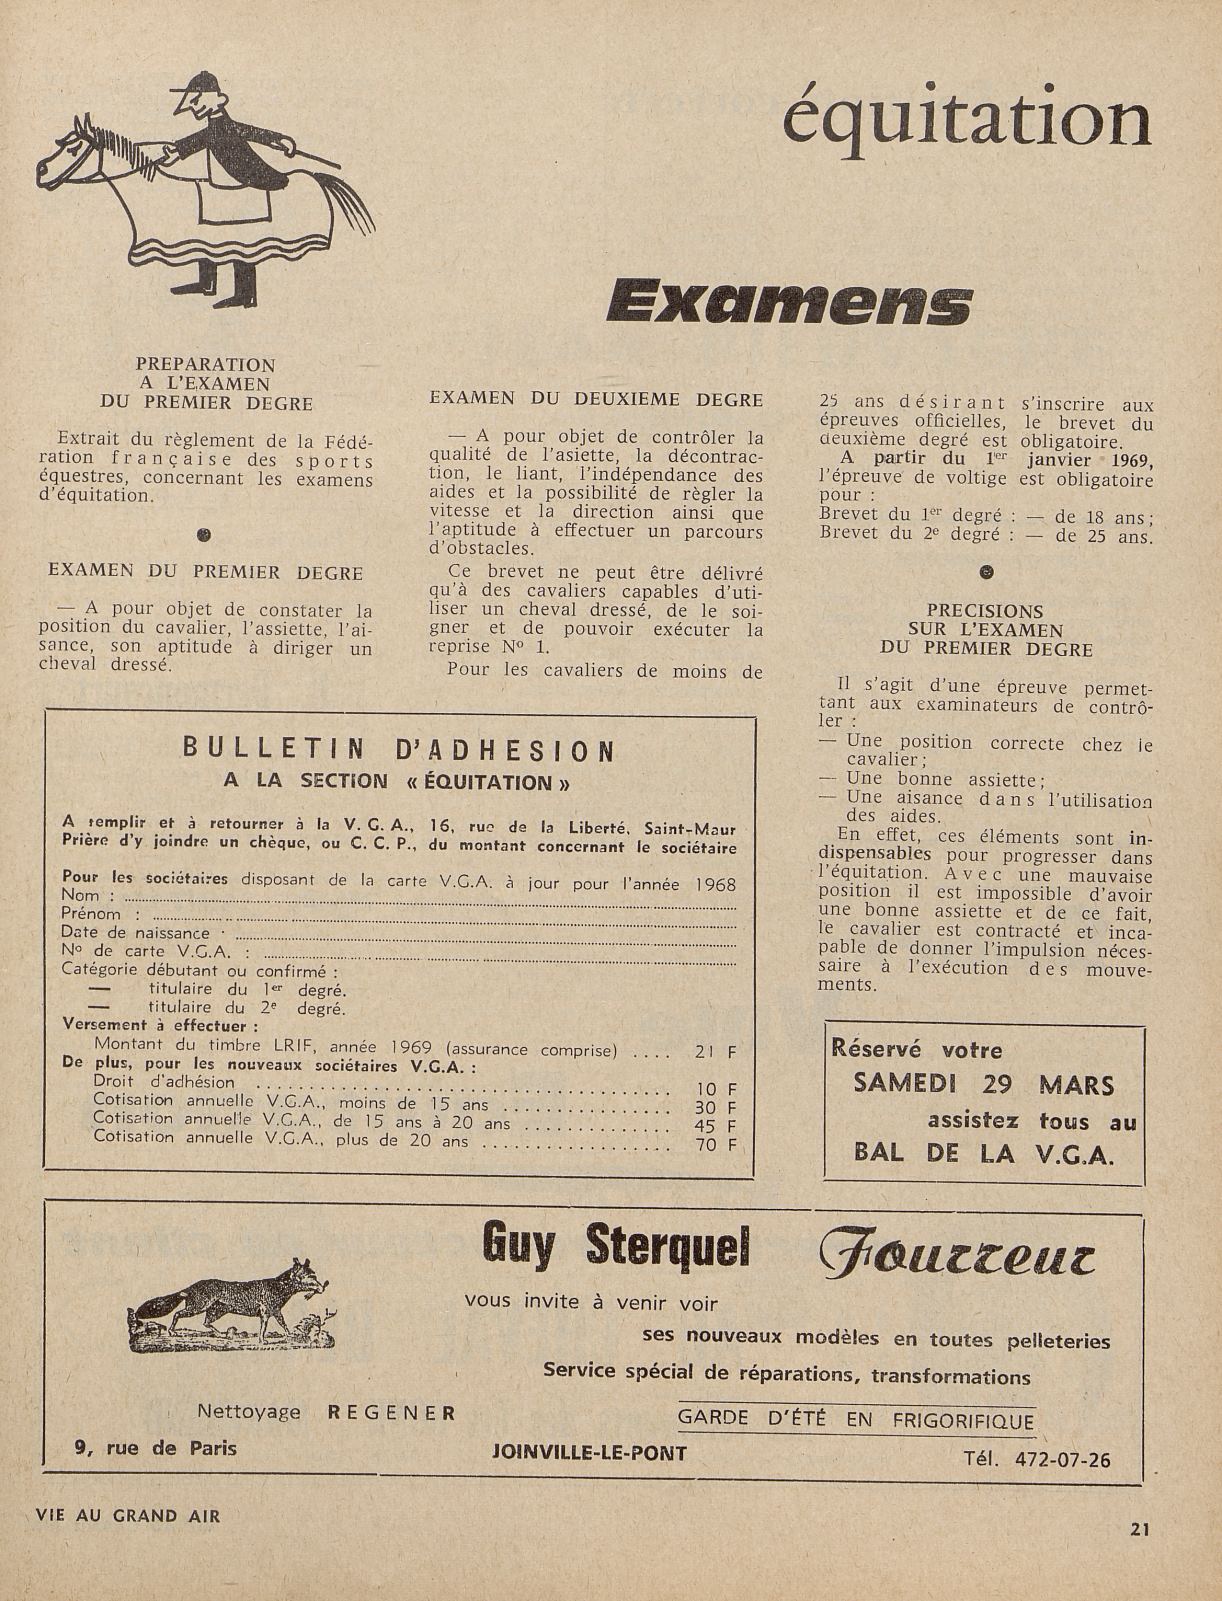 équitation
Examens
PREPARATION
A L'EXAMEN
DU PREMIER DEGRE
Extrait du règlement de la Fédé-
ration française des sports
équestres, concernant les examens
d'équitation.
EXAMEN DU PREMIER DEGRE
— A pour objet de constater la
position du cavalier, l'assiette, l'ai-
sance, son aptitude à diriger un
cheval dressé.
EXAMEN DU DEUXIEME DEGRE
— A pour objet de contrôler la
qualité de l'asiette, la décontrac-
tion, le liant, l'indépendance des
aides et la possibilité de règler la
vitesse et la direction ainsi que
l'aptitude à effectuer un parcours
d'obstacles.
Ce brevet ne peut être délivré
qu'à des cavaliers capables d'uti-
liser un cheval dressé, de le soi-
gner et de pouvoir exécuter la
reprise Nº 1.
Pour les cavaliers de moins de
25 ans désirant s'inscrire aux
épreuves officielles, le brevet du
deuxième degré est obligatoire.
A partir du 1er janvier 1969,
l'épreuve de voltige est obligatoire
pour :
Brevet du 1er degré : — de 18 ans;
Brevet du 2e degré : — de 25 ans.
PRECISIONS
SUR L'EXAMEN
DU PREMIER DEGRE
Il s'agit d'une épreuve permet-
tant aux examinateurs de contrô-
ler :
— Une position correcte chez le
cavalier;
— Une bonne assiette;
— Une aisance dans l'utilisation
des aides.
En effet, ces éléments sont in-
dispensables pour progresser dans
l'équitation. Avec une mauvaise
position il est impossible d'avoir
une bonne assiette et de ce fait,
le cavalier est contracté et inca-
pable de donner l'impulsion néces-
saire à l'exécution des mouve-
ments.
BULLETIN D'ADHESION
A LA SECTION « ÉQUITATION »
A remplir et à retourner à la V. G. A., 16, rue de la Liberté, Saint-Maur
Prière d'y joindre un chèque, ou C. C. P., du montant concernant le sociétaire
Pour les sociétaires disposant de la carte V.G.A. à jour pour l'année 1968
Nom :
Prénom :
Date de naissance :
Nº de carte V.G.A. :
Catégorie débutant ou confirmé :
— titulaire du 1er degré.
— titulaire du 2e degré.
Versement à effectuer :
Montant du timbre LRIF, année 1969 (assurance comprise) .... 21 F
De plus, pour les nouveaux sociétaires V.G.A. :
Droit d'adhésion ................................ 10 F
Cotisation annuelle V.G.A., moins de 15 ans ................ 30 F
Cotisation annuelle V.G.A., de 15 ans à 20 ans .............. 45 F
Cotisation annuelle V.G.A., plus de 20 ans .................. 70 F
Réservé votre
SAMEDI 29 MARS
assistez tous au
BAL DE LA V.G.A.
Guy Sterquel Fourreur
vous invite à venir voir
ses nouveaux modèles en toutes pelleteries
Service spécial de réparations, transformations
Nettoyage REGENER
GARDE D'ÉTÉ EN FRIGORIFIQUE
9, rue de Paris JOINVILLE-LE-PONT Tél. 472-07-26
VIE AU GRAND AIR
21